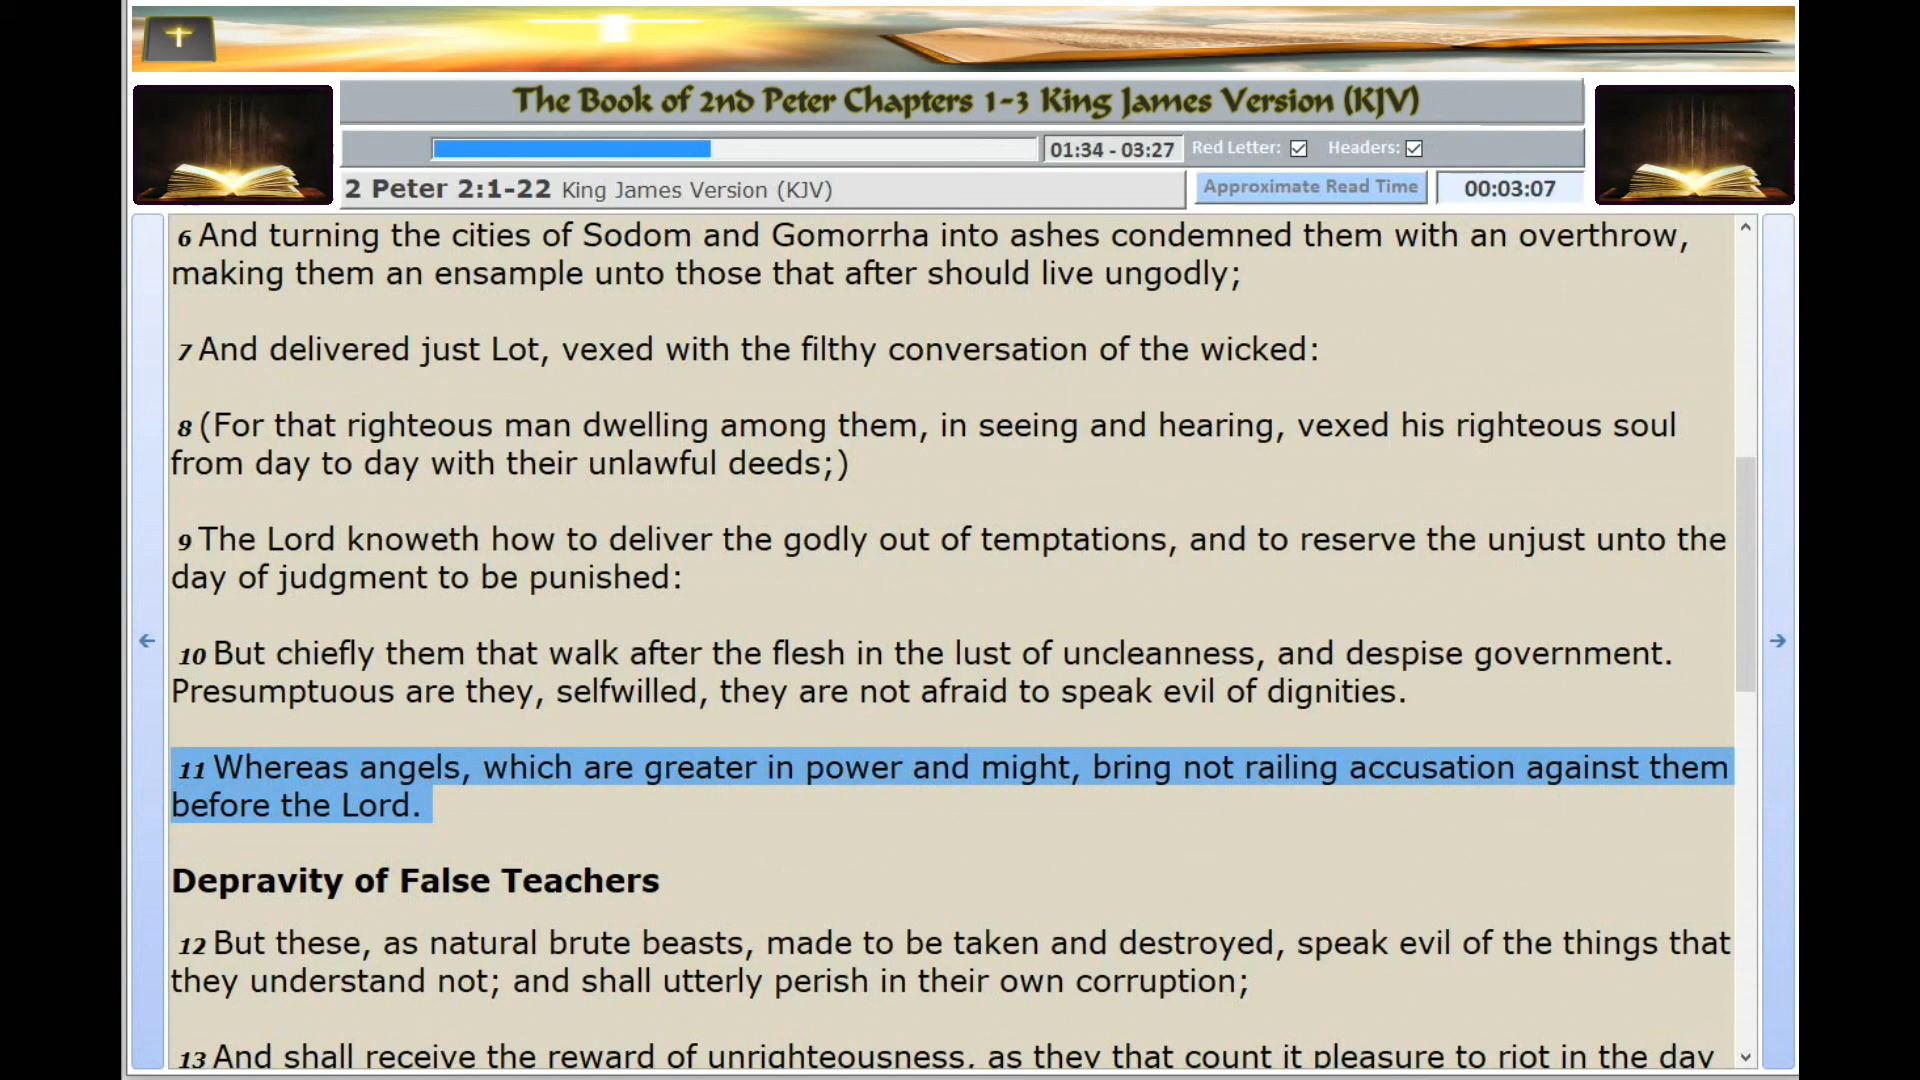 The Book of 2nd Peter Chapters 1-3 King James Version (KJV)
01:34 - 03:27 Red Letter: Headers:
2 Peter 2:1-22 King James Version (KJV) Approximate Read Time 00:03:07
6 And turning the cities of Sodom and Gomorrha into ashes condemned them with an overthrow,
making them an ensample unto those that after should live ungodly;
7 And delivered just Lot, vexed with the filthy conversation of the wicked:
8 (For that righteous man dwelling among them, in seeing and hearing, vexed his righteous soul
from day to day with their unlawful deeds;)
9 The Lord knoweth how to deliver the godly out of temptations, and to reserve the unjust unto the
day of judgment to be punished:
10 But chiefly them that walk after the flesh in the lust of uncleanness, and despise government.
Presumptuous are they, selfwilled, they are not afraid to speak evil of dignities.
11 Whereas angels, which are greater in power and might, bring not railing accusation against them
before the Lord.
Depravity of False Teachers
12 But these, as natural brute beasts, made to be taken and destroyed, speak evil of the things that
they understand not; and shall utterly perish in their own corruption;
13 And shall receive the reward of unrighteousness, as they that count it pleasure to riot in the day